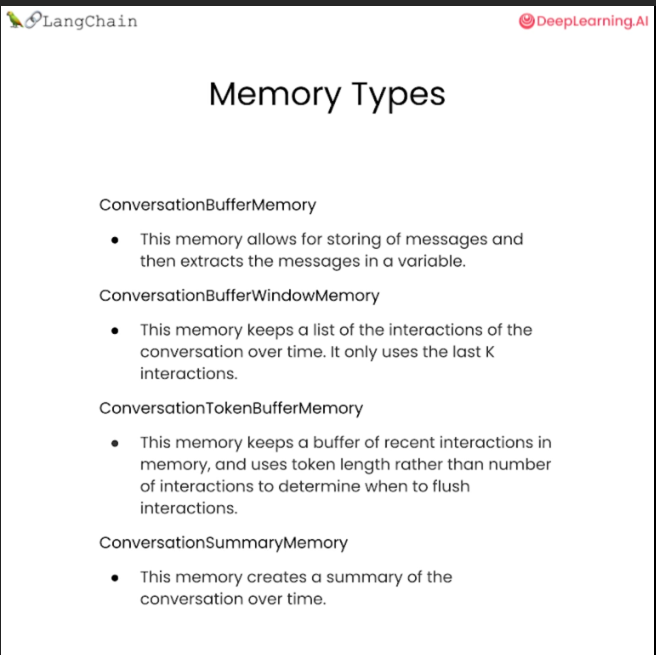 LangChain
DeepLearning.AI
Memory Types
ConversationBufferMemory
● This memory allows for storing of messages and
then extracts the messages in a variable.
ConversationBufferWindowMemory
● This memory keeps a list of the interactions of the
conversation over time. It only uses the last K
interactions.
ConversationTokenBufferMemory
● This memory keeps a buffer of recent interactions in
memory, and uses token length rather than number
of interactions to determine when to flush
interactions.
ConversationSummaryMemory
● This memory creates a summary of the
conversation over time.